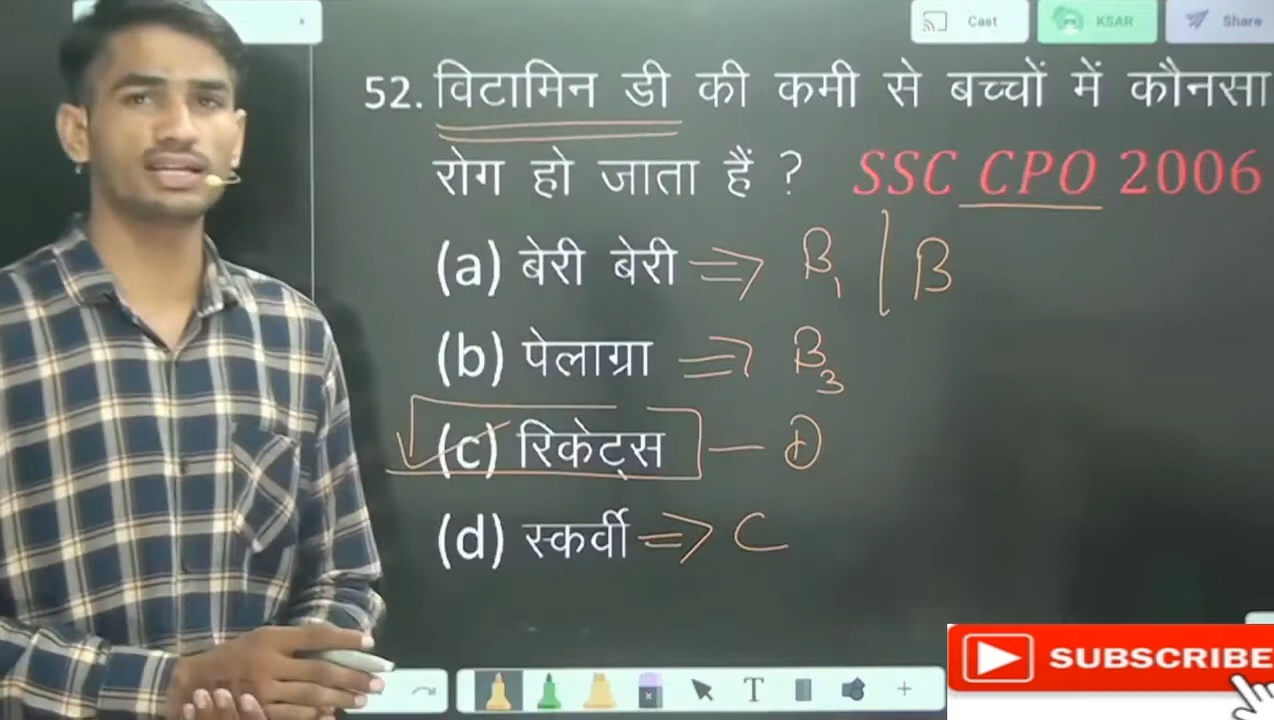 Cast KSAR Share
52. विटामिन डी की कमी से बच्चों में कौनसा
रोग हो जाता हैं ? SSC CPO 2006
(a) बेरी बेरी ⇒ B₁ | B
(b) पेलाग्रा ⇒ B₃
(c) रिकेट्स — D
(d) स्कर्वी ⇒ C
T
SUBSCRIBE